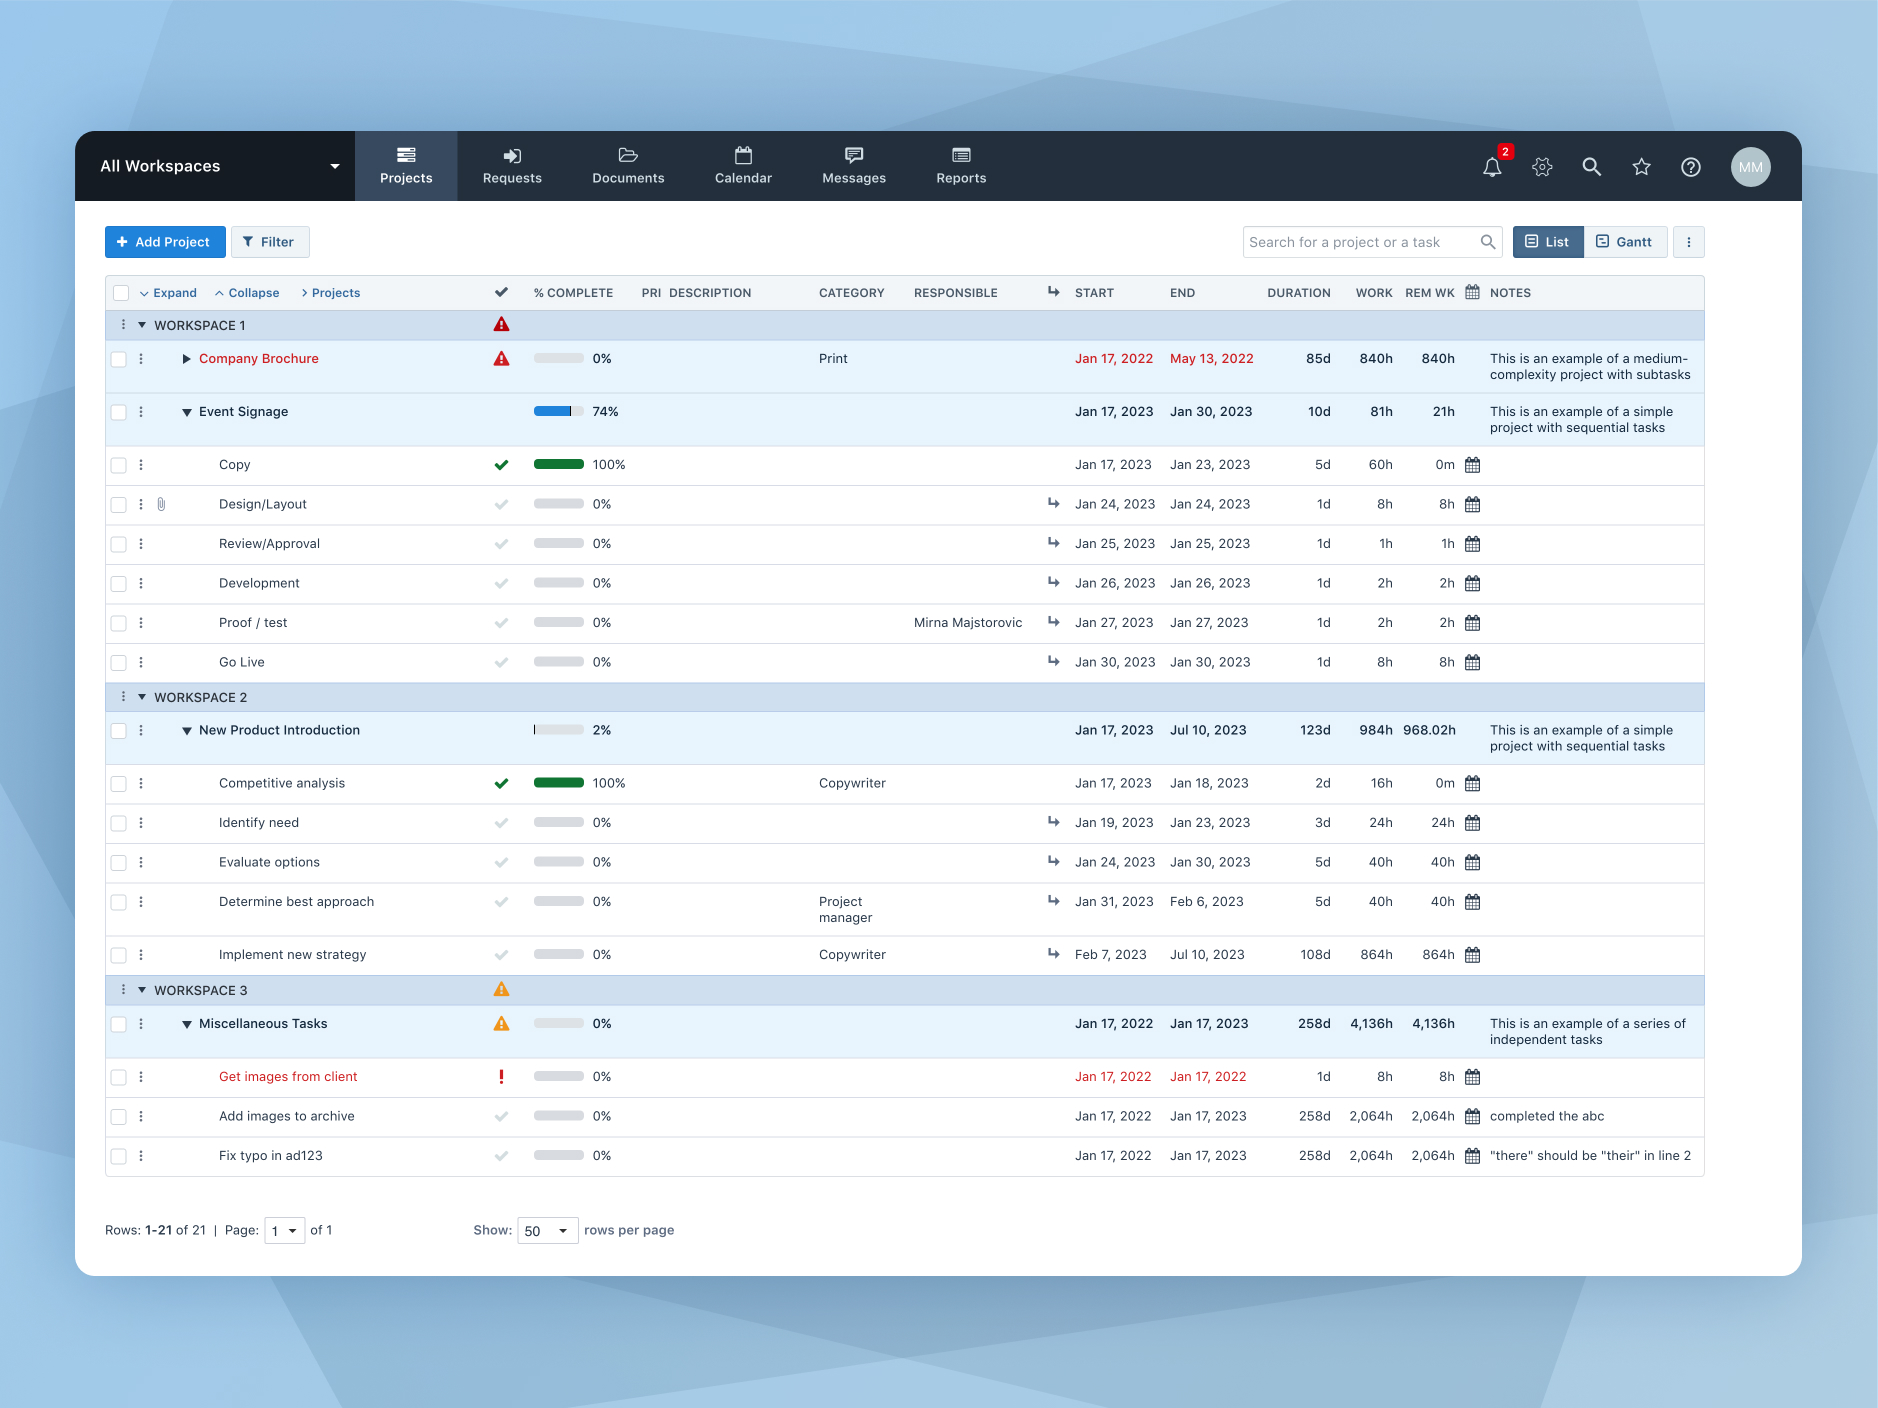 All Workspaces
Projects
Requests
Documents
Calendar
Messages
Reports
2
MM
Add Project
Filter
Search for a project or a task
List
Gantt
Expand Collapse Projects % COMPLETE PRI DESCRIPTION CATEGORY RESPONSIBLE START END DURATION WORK REM WK NOTES
WORKSPACE 1
Company Brochure 0% Print Jan 17, 2022 May 13, 2022 85d 840h 840h This is an example of a medium-
complexity project with subtasks
Event Signage 74% Jan 17, 2023 Jan 30, 2023 10d 81h 21h This is an example of a simple
project with sequential tasks
Copy 100% Jan 17, 2023 Jan 23, 2023 5d 60h 0m
Design/Layout 0% Jan 24, 2023 Jan 24, 2023 1d 8h 8h
Review/Approval 0% Jan 25, 2023 Jan 25, 2023 1d 1h 1h
Development 0% Jan 26, 2023 Jan 26, 2023 1d 2h 2h
Proof / test 0% Mirna Majstorovic Jan 27, 2023 Jan 27, 2023 1d 2h 2h
Go Live 0% Jan 30, 2023 Jan 30, 2023 1d 8h 8h
WORKSPACE 2
New Product Introduction 2% Jan 17, 2023 Jul 10, 2023 123d 984h 968.02h This is an example of a simple
project with sequential tasks
Competitive analysis 100% Copywriter Jan 17, 2023 Jan 18, 2023 2d 16h 0m
Identify need 0% Jan 19, 2023 Jan 23, 2023 3d 24h 24h
Evaluate options 0% Jan 24, 2023 Jan 30, 2023 5d 40h 40h
Determine best approach 0% Project Jan 31, 2023 Feb 6, 2023 5d 40h 40h
manager
Implement new strategy 0% Copywriter Feb 7, 2023 Jul 10, 2023 108d 864h 864h
WORKSPACE 3
Miscellaneous Tasks 0% Jan 17, 2022 Jan 17, 2023 258d 4,136h 4,136h This is an example of a series of
independent tasks
Get images from client 0% Jan 17, 2022 Jan 17, 2022 1d 8h 8h
Add images to archive 0% Jan 17, 2022 Jan 17, 2023 258d 2,064h 2,064h completed the abc
Fix typo in ad123 0% Jan 17, 2022 Jan 17, 2023 258d 2,064h 2,064h "there" should be "their" in line 2
Rows: 1-21 of 21 | Page: 1 of 1 Show: 50 rows per page